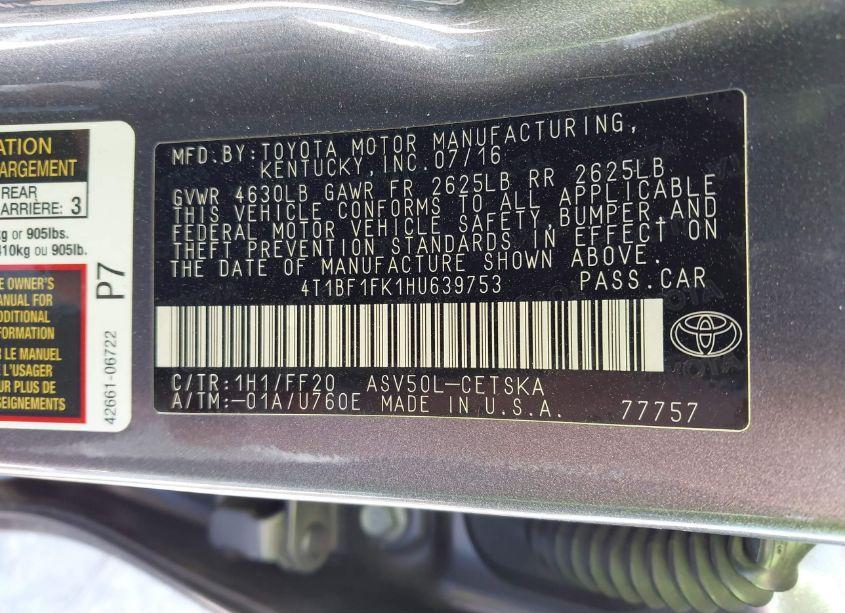 ATION
ARGEMENT
REAR
ARRIÈRE: 3
g or 905lbs.
410kg ou 905lb.
E OWNER'S
ANUAL FOR
DDITIONAL
FORMATION
R LE MANUEL
L'USAGER
UR PLUS DE
SEIGNEMENTS
P7
42661-06722
MFD.BY:TOYOTA MOTOR MANUFACTURING,
KENTUCKY,INC.07/16
GVWR 4630LB GAWR FR 2625LB RR 2625LB
THIS VEHICLE CONFORMS TO ALL APPLICABLE
FEDERAL MOTOR VEHICLE SAFETY,BUMPER,AND
THEFT PREVENTION STANDARDS IN EFFECT ON
THE DATE OF MANUFACTURE SHOWN ABOVE.
4T1BF1FK1HU639753 PASS.CAR
C/TR:1H1/FF20 ASV50L-CETSKA
A/TM:-01A/U760E MADE IN U.S.A. 77757